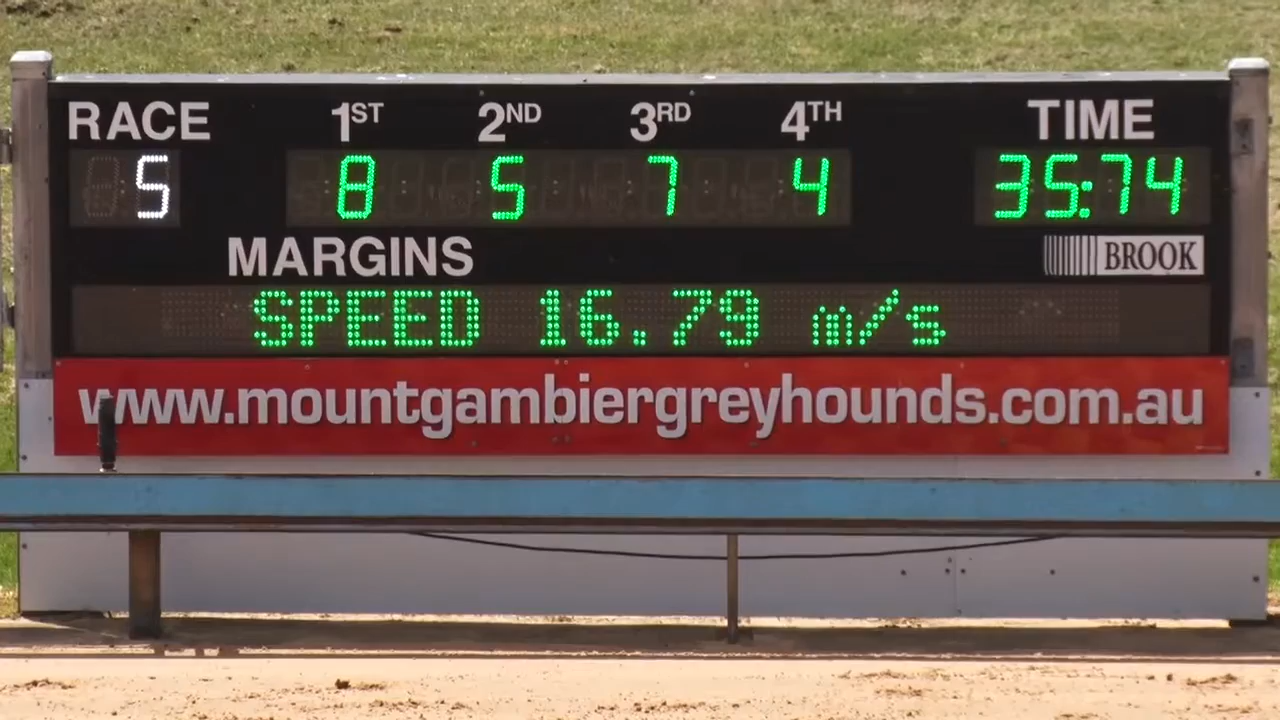 RACE 1ST 2ND 3RD 4TH TIME
5 8 5 7 4 35:74
MARGINS BROOK
SPEED 16.79 m/s
www.mountgambiergreyhounds.com.au